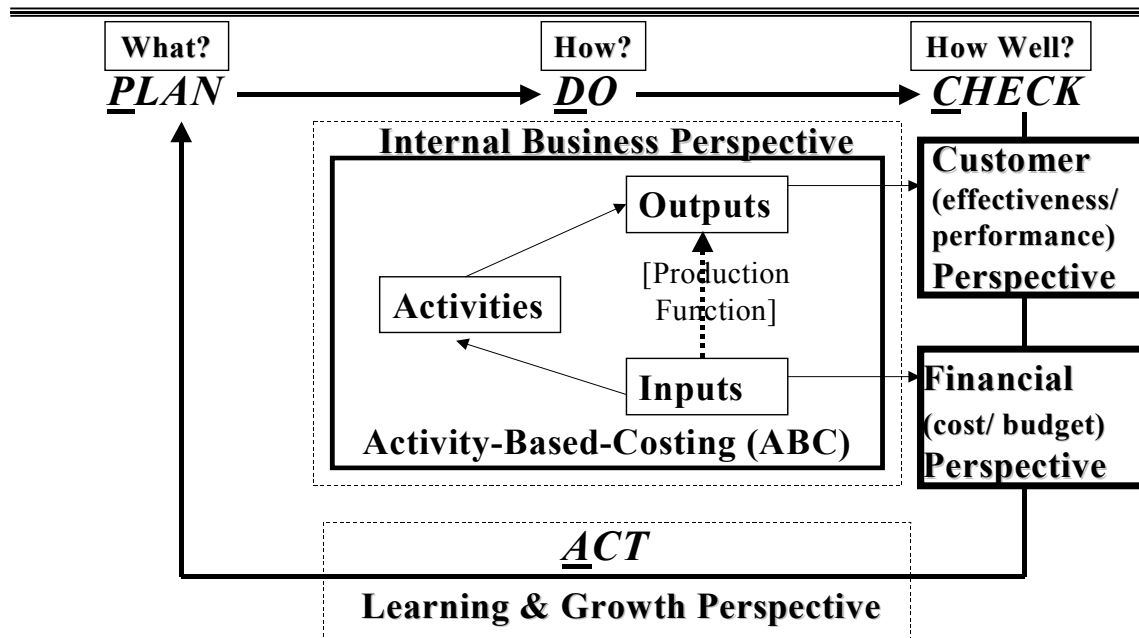 What?
How?
How Well?
PLAN
DO
CHECK
Internal Business Perspective
Outputs
[Production
Function]
Activities
Inputs
Activity-Based-Costing (ABC)
Customer
(effectiveness/
performance)
Perspective
Financial
(cost/ budget)
Perspective
ACT
Learning & Growth Perspective